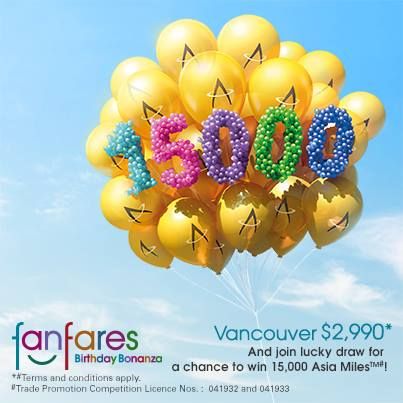 15000
fanfares
Birthday Bonanza
Vancouver $2,990*
And join lucky draw for
a chance to win 15,000 Asia Miles™#!
*#Terms and conditions apply.
#Trade Promotion Competition Licence Nos. : 041932 and 041933